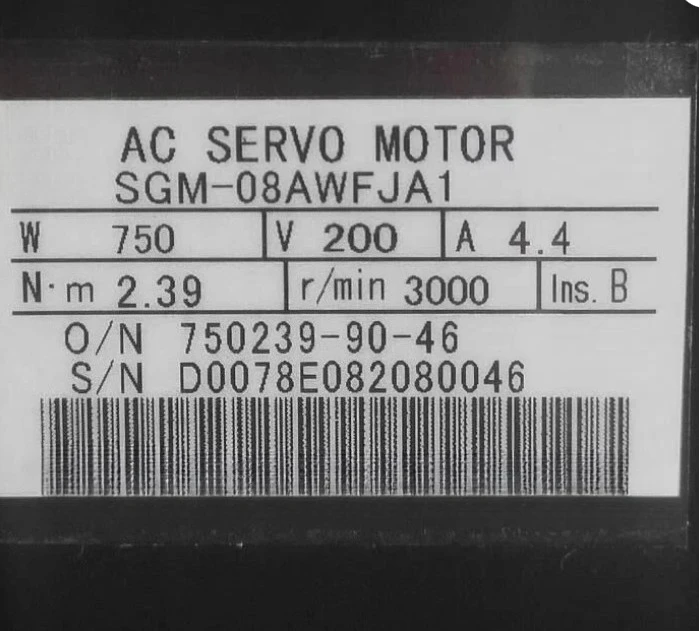 AC SERVO MOTOR
SGM-08AWFJA1
W 750 V 200 A 4.4
N·m 2.39 r/min 3000 Ins. B
O/N 750239-90-46
S/N D0078E082080046